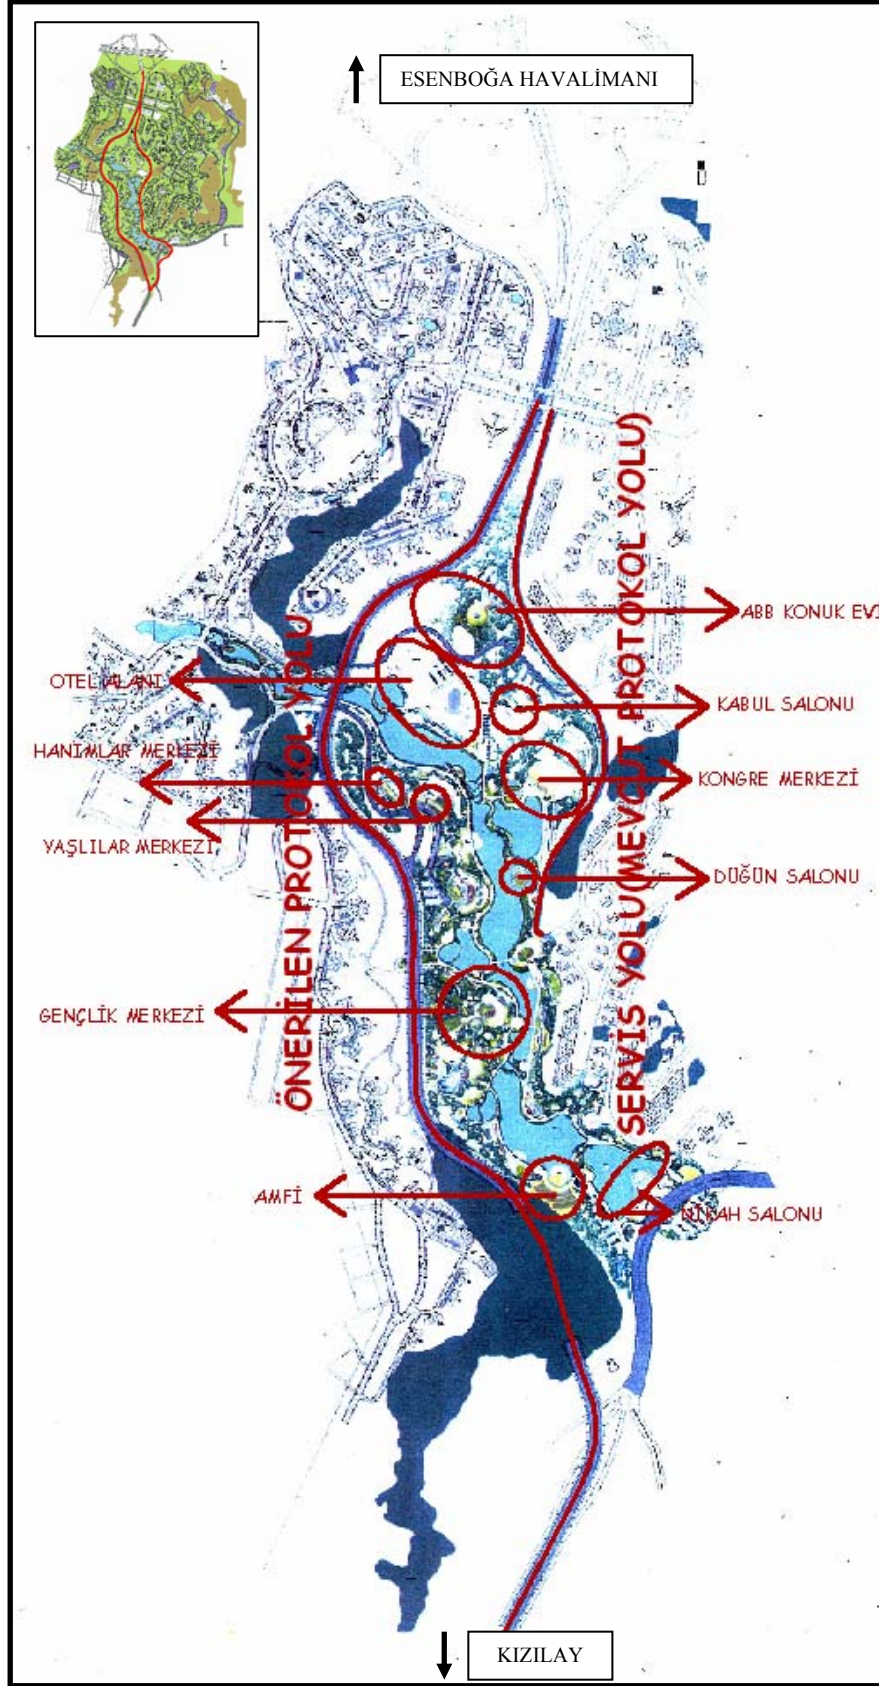 ESENBOĞA HAVALİMANI
SERVİS YOLU(MEVCUT PROTOKOL YOLU)
ÖNERİLEN PROTOKOL YOLU
ABB KONUK EVİ
OTEL ALANI
KABUL SALONU
HANIMLAR MERKEZİ
KONGRE MERKEZİ
YAŞLILAR MERKEZİ
DÜĞÜN SALONU
GENÇLİK MERKEZİ
AMFİ
NİKAH SALONU
KIZILAY